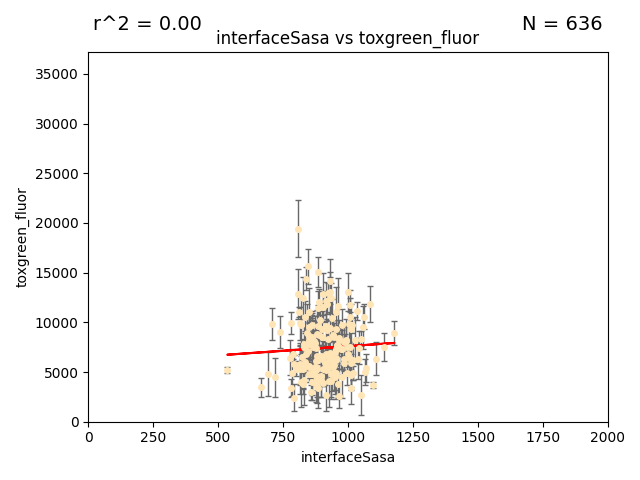 r^2 = 0.00
N = 636
interfaceSasa vs toxgreen_fluor
toxgreen_fluor
35000
30000
25000
20000
15000
10000
5000
0
0 250 500 750 1000 1250 1500 1750 2000
interfaceSasa